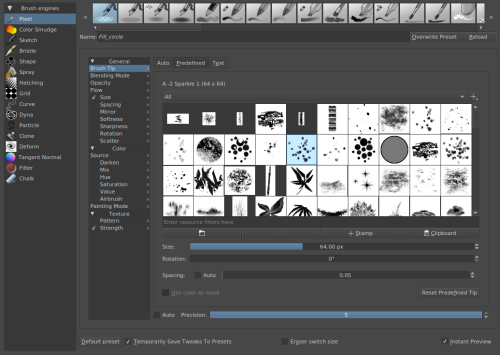 Brush engines
Pixel
Color Smudge
Sketch
Bristle
Shape
Spray
Hatching
Grid
Curve
Dyna
Particle
Clone
Deform
Tangent Normal
Filter
Chalk
Name: Fill_circle
Overwrite Preset
Reload
General
Brush Tip
Blending Mode
Opacity
Flow
Size
Spacing
Mirror
Softness
Sharpness
Rotation
Scatter
Color
Source
Darken
Mix
Hue
Saturation
Value
Airbrush
Painting Mode
Texture
Pattern
Strength
Auto Predefined Text
A -2 Sparkle 1 (64 x 64)
All
Enter resource filters here
Stamp
Clipboard
Size: 64.00 px
Rotation: 0°
Spacing: Auto 0.05
Use color as mask
Reset Predefined Tip
Auto Precision: 5
Default preset
Temporarily Save Tweaks To Presets
Eraser switch size
Instant Preview